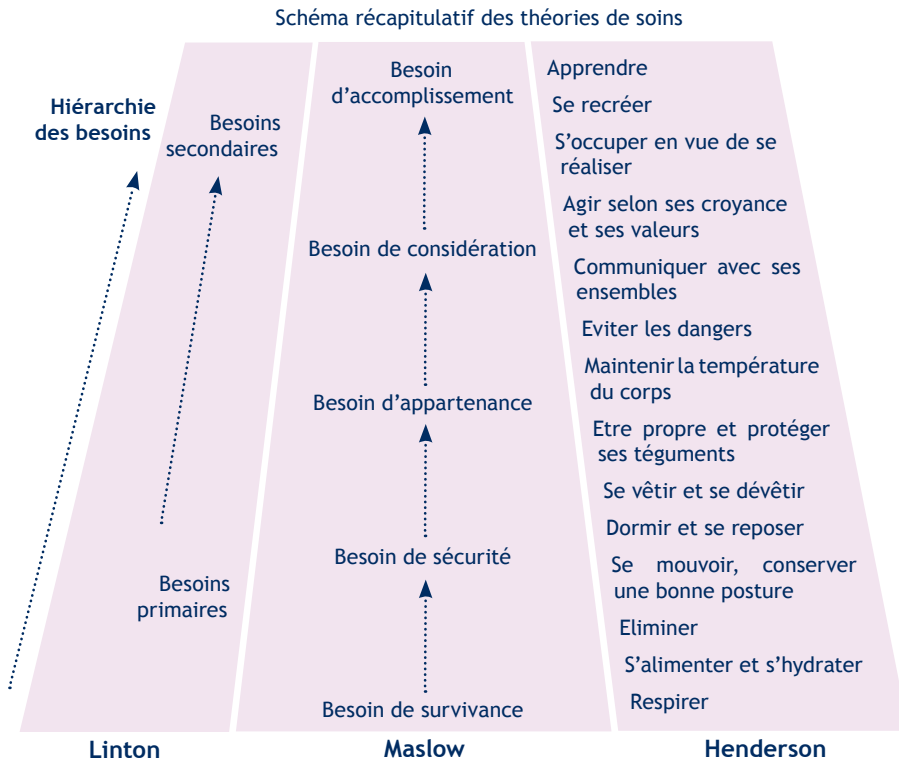 Schéma récapitulatif des théories de soins
Hiérarchie
des besoins
Besoins
secondaires
Besoins
primaires
Linton
Besoin
d'accomplissement
Besoin de considération
Besoin d'appartenance
Besoin de sécurité
Besoin de survivance
Maslow
Apprendre
Se recréer
S'occuper en vue de se
réaliser
Agir selon ses croyance
et ses valeurs
Communiquer avec ses
ensembles
Eviter les dangers
Maintenir la température
du corps
Etre propre et protéger
ses téguments
Se vêtir et se dévêtir
Dormir et se reposer
Se mouvoir, conserver
une bonne posture
Eliminer
S'alimenter et s'hydrater
Respirer
Henderson